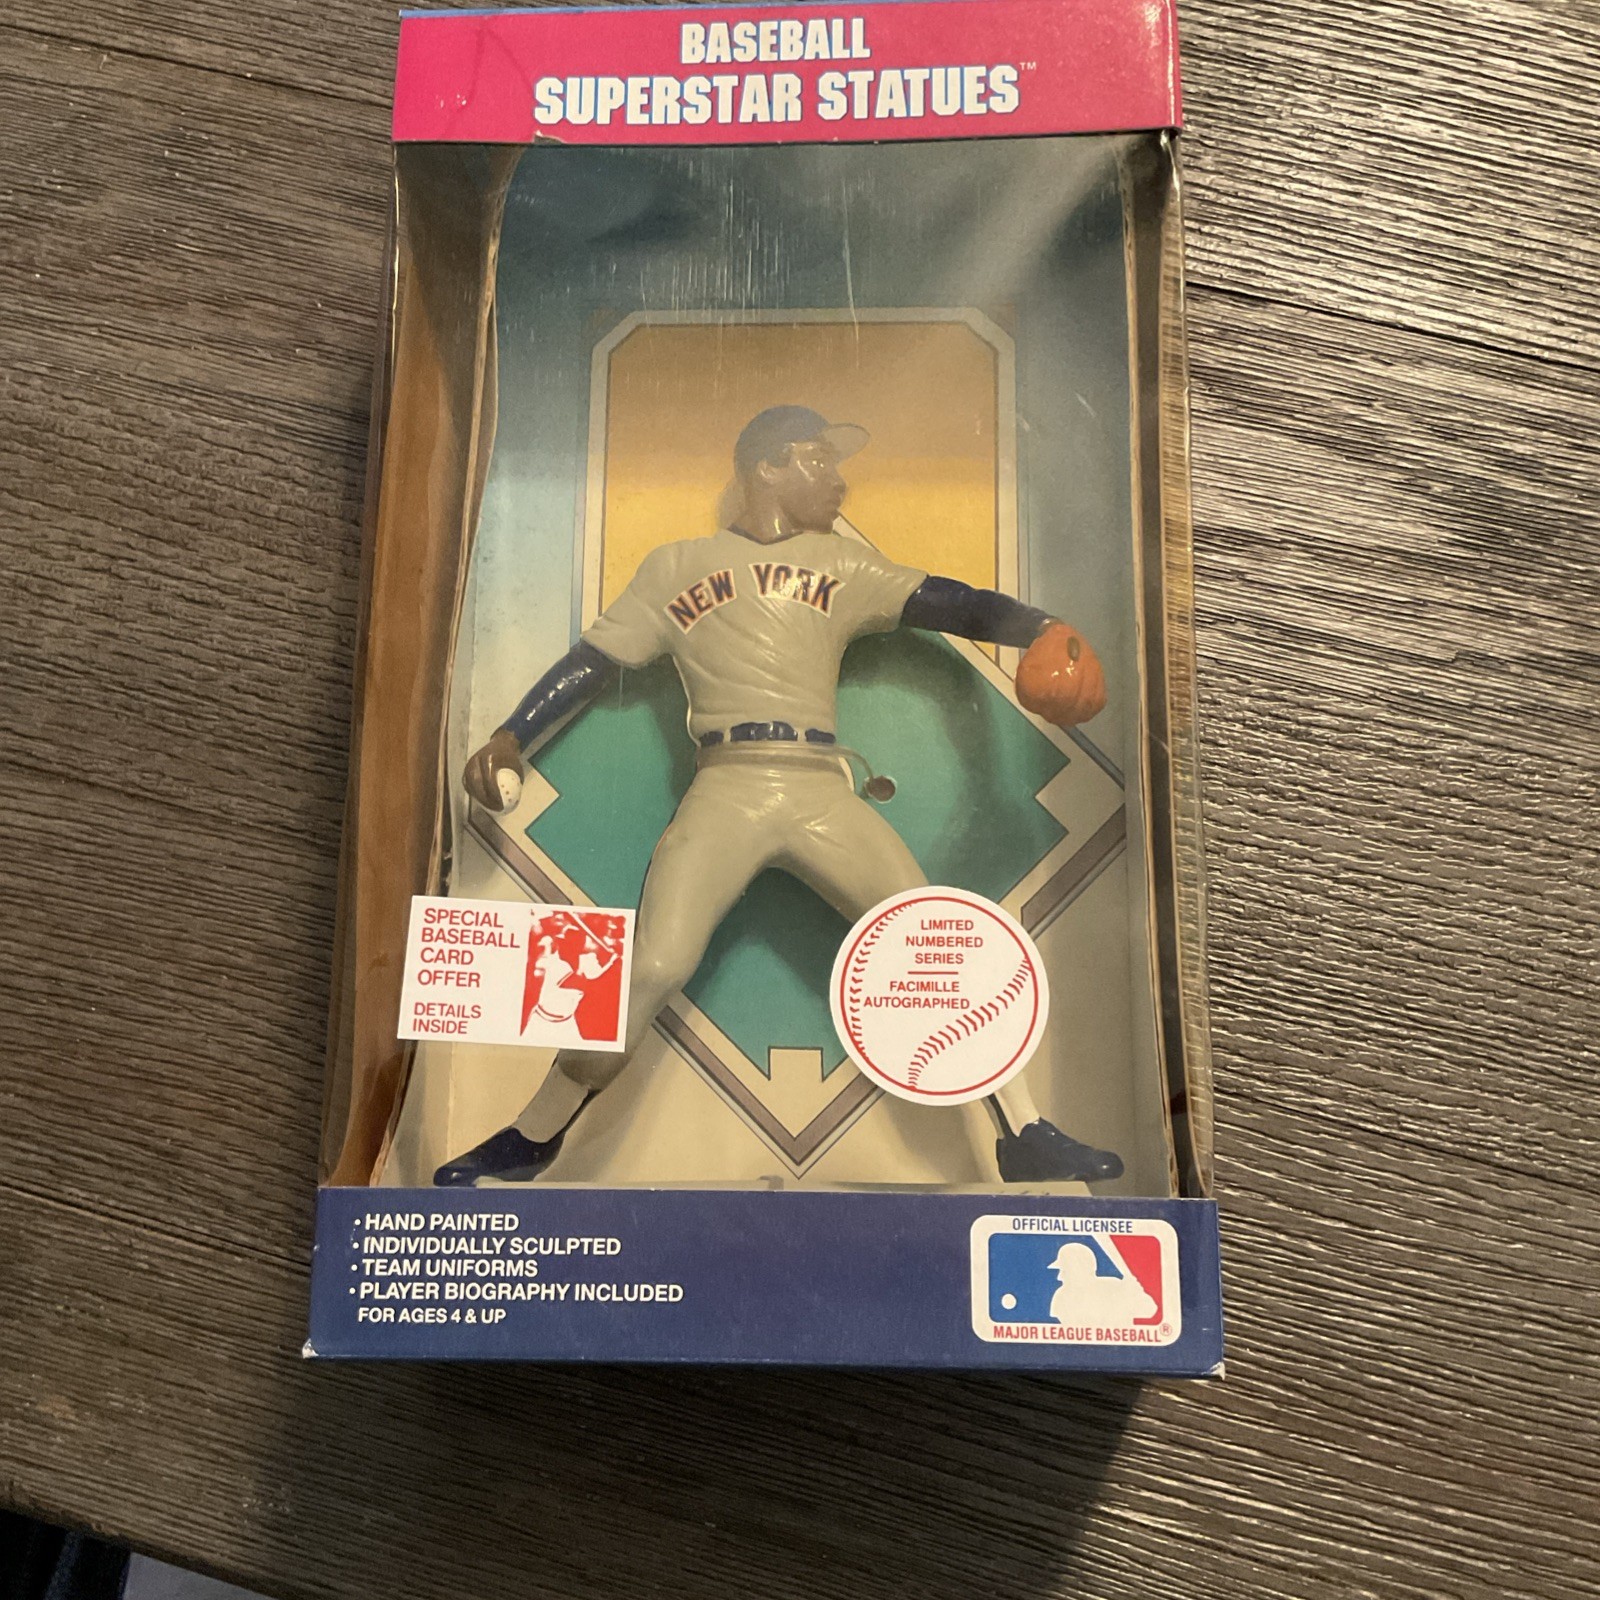 BASEBALL
SUPERSTAR STATUES™
NEW YORK
SPECIAL
BASEBALL
CARD
OFFER
DETAILS
INSIDE
LIMITED
NUMBERED
SERIES
FACIMILLE
AUTOGRAPHED
• HAND PAINTED
• INDIVIDUALLY SCULPTED
• TEAM UNIFORMS
• PLAYER BIOGRAPHY INCLUDED
FOR AGES 4 & UP
OFFICIAL LICENSEE
MAJOR LEAGUE BASEBALL®